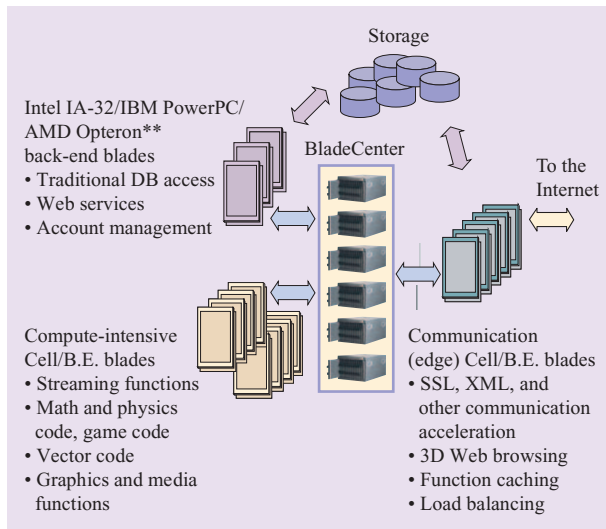 Storage
Intel IA-32/IBM PowerPC/
AMD Opteron**
back-end blades
• Traditional DB access
• Web services
• Account management
BladeCenter
To the
Internet
Compute-intensive
Cell/B.E. blades
• Streaming functions
• Math and physics
code, game code
• Vector code
• Graphics and media
functions
Communication
(edge) Cell/B.E. blades
• SSL, XML, and
other communication
acceleration
• 3D Web browsing
• Function caching
• Load balancing